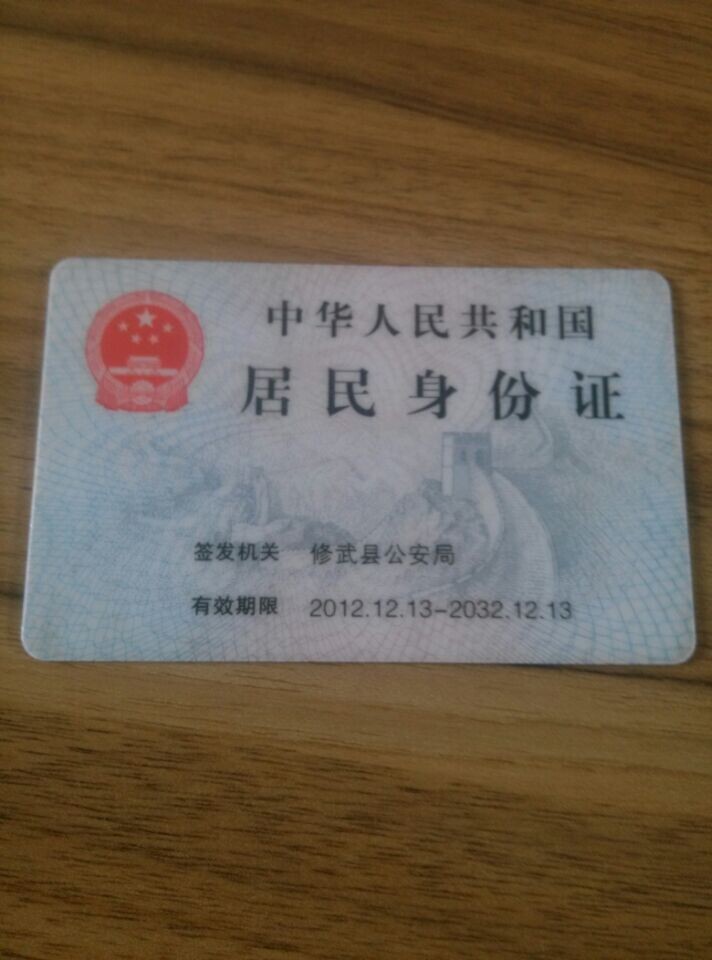 中华人民共和国
居民身份证
签发机关 修武县公安局
有效期限 2012.12.13-2032.12.13